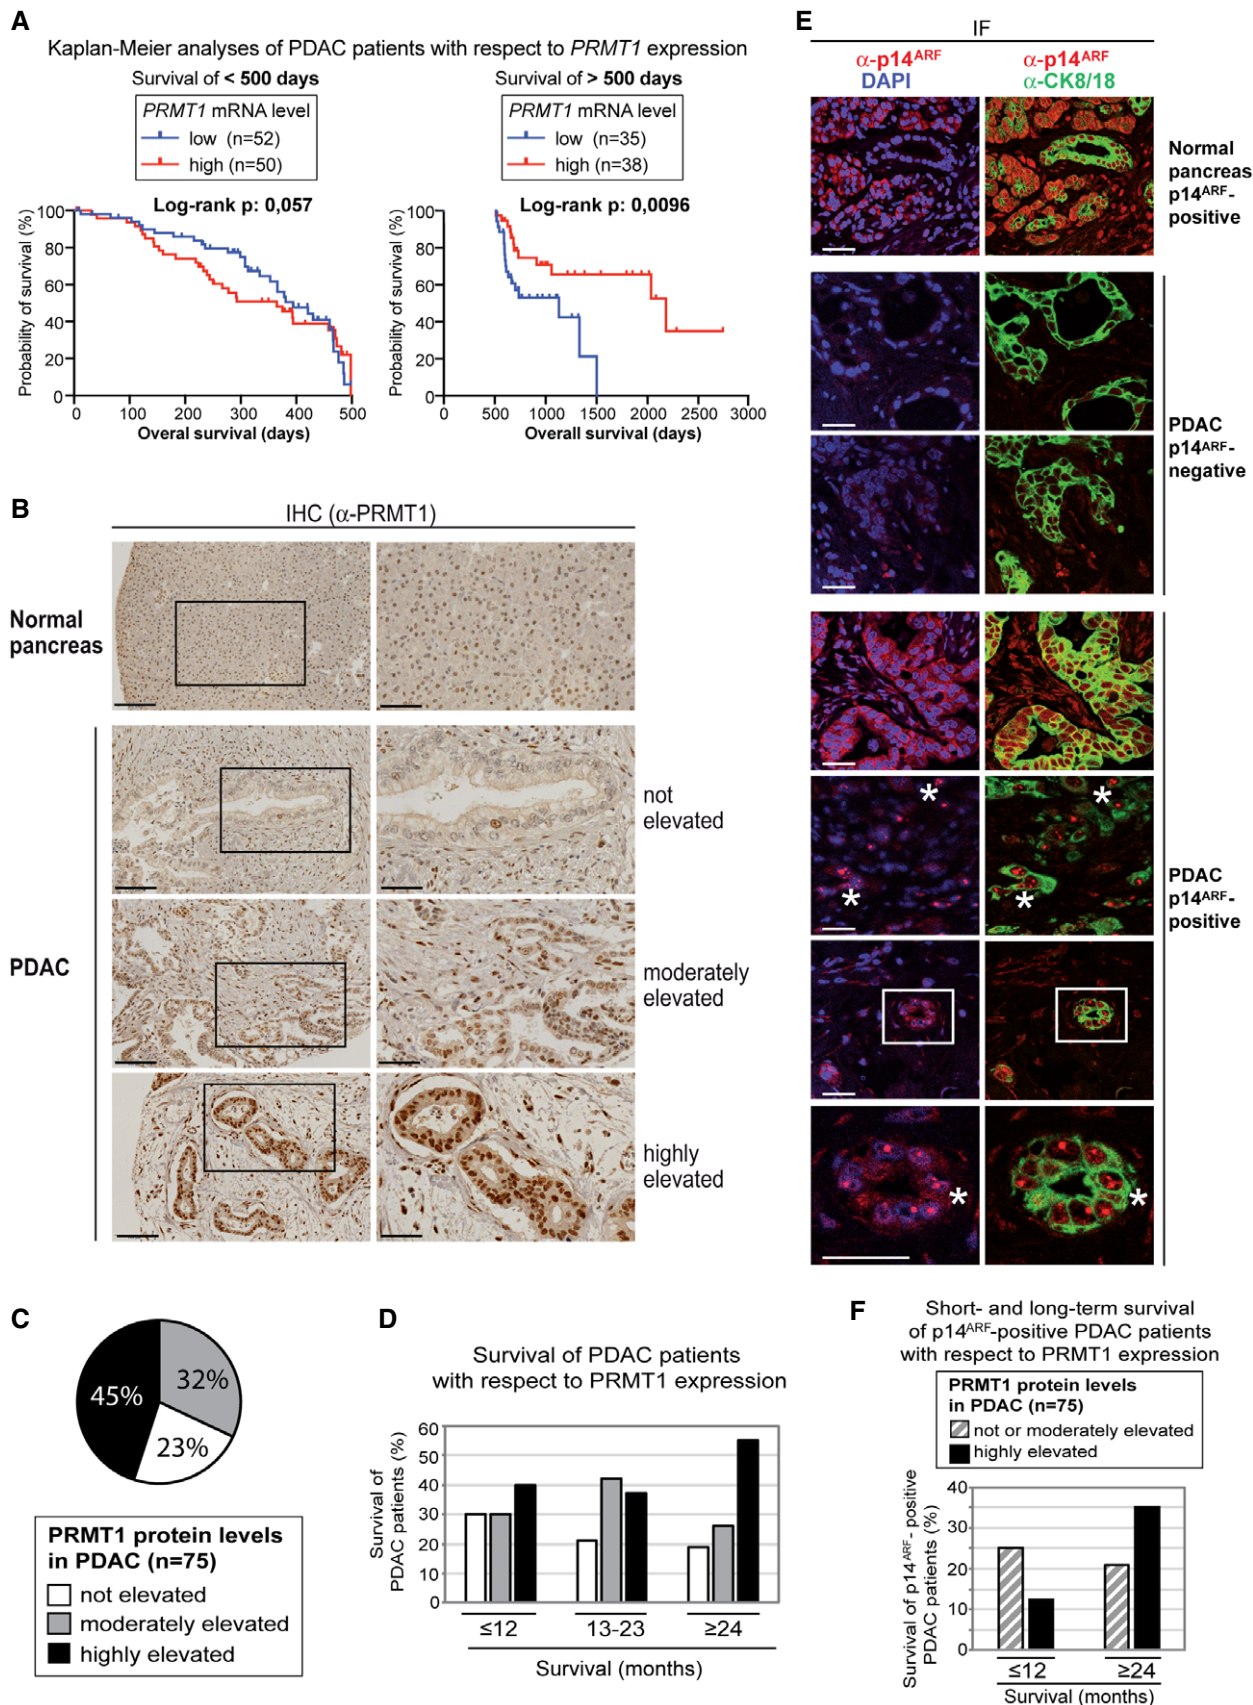 A
Kaplan-Meier analyses of PDAC patients with respect to PRMT1 expression
Survival of < 500 days
PRMT1 mRNA level
low (n=52)
high (n=50)
Log-rank p: 0,057
Probability of survival (%)
100
80
60
40
20
0
0 100 200 300 400 500
Overal survival (days)
Survival of > 500 days
PRMT1 mRNA level
low (n=35)
high (n=38)
Log-rank p: 0,0096
Probability of survival (%)
100
80
60
40
20
0
0 500 1000 1500 2000 2500 3000
Overall survival (days)
B
IHC (α-PRMT1)
Normal
pancreas
PDAC
not
elevated
moderately
elevated
highly
elevated
C
45%
32%
23%
PRMT1 protein levels
in PDAC (n=75)
not elevated
moderately elevated
highly elevated
D
Survival of PDAC patients
with respect to PRMT1 expression
Survival of
PDAC patients (%)
60
50
40
30
20
10
0
≤12 13-23 ≥24
Survival (months)
E
IF
α-p14ARF
DAPI
α-p14ARF
α-CK8/18
Normal
pancreas
p14ARF-
positive
PDAC
p14ARF-
negative
*
*
*
*
PDAC
p14ARF-
positive
*
*
F
Short- and long-term survival
of p14ARF-positive PDAC patients
with respect to PRMT1 expression
PRMT1 protein levels
in PDAC (n=75)
not or moderately elevated
highly elevated
Survival of p14ARF- positive
PDAC patients (%)
40
30
20
10
0
≤12 ≥24
Survival (months)